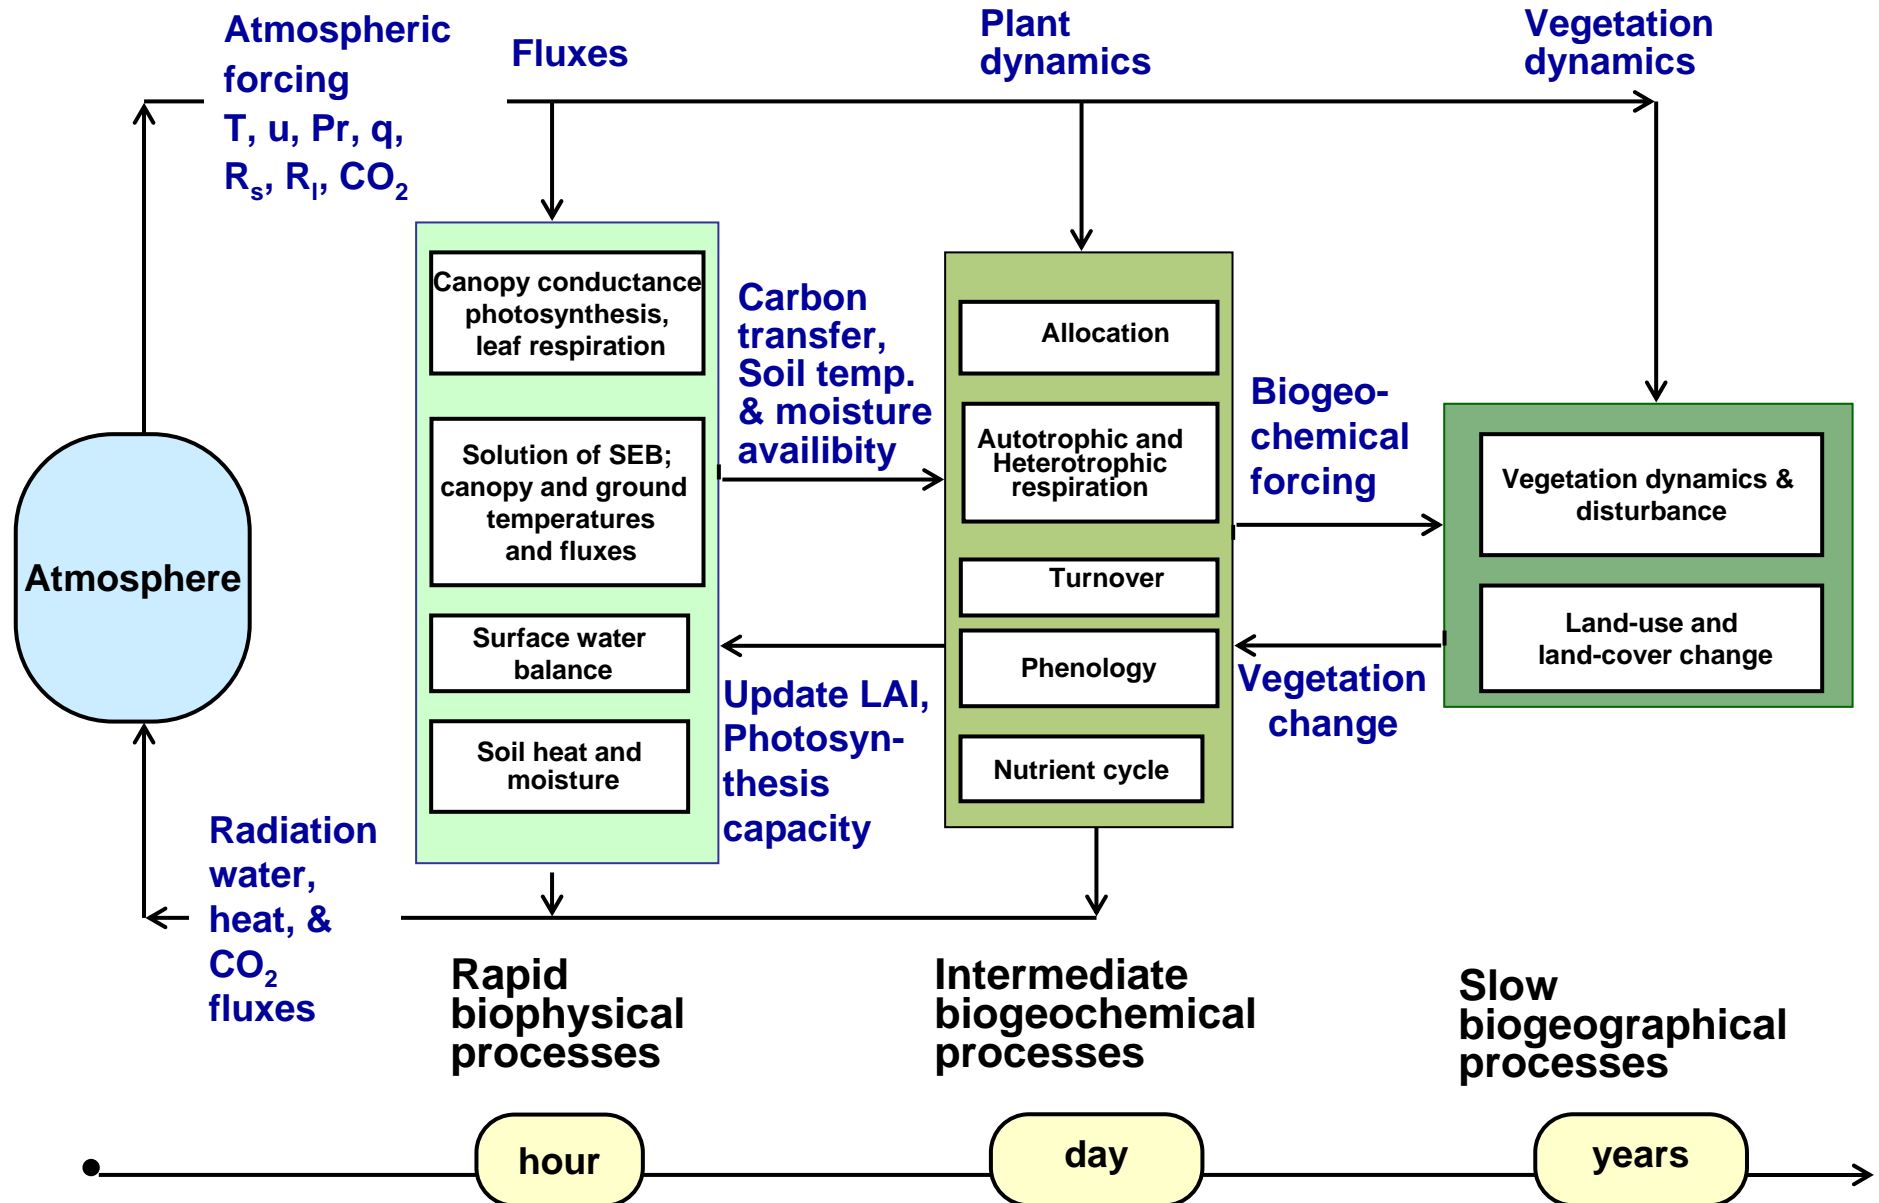 Atmospheric
forcing
T, u, Pr, q,
Rs, Rl, CO2
Fluxes
Plant
dynamics
Vegetation
dynamics
Canopy conductance
photosynthesis,
leaf respiration
Solution of SEB;
canopy and ground
temperatures
and fluxes
Surface water
balance
Soil heat and
moisture
Carbon
transfer,
Soil temp.
& moisture
availibity
Update LAI,
Photosyn-
thesis
capacity
Allocation
Autotrophic and
Heterotrophic
respiration
Turnover
Phenology
Nutrient cycle
Biogeo-
chemical
forcing
Vegetation
change
Vegetation dynamics &
disturbance
Land-use and
land-cover change
Atmosphere
Radiation
water,
heat, &
CO2
fluxes
Rapid
biophysical
processes
Intermediate
biogeochemical
processes
Slow
biogeographical
processes
hour
day
years